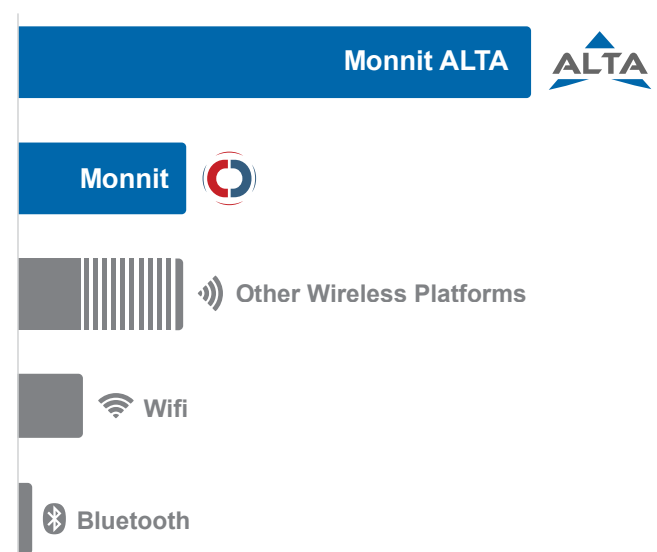 Monnit ALTA
ALTA
Monnit
Other Wireless Platforms
Wifi
Bluetooth